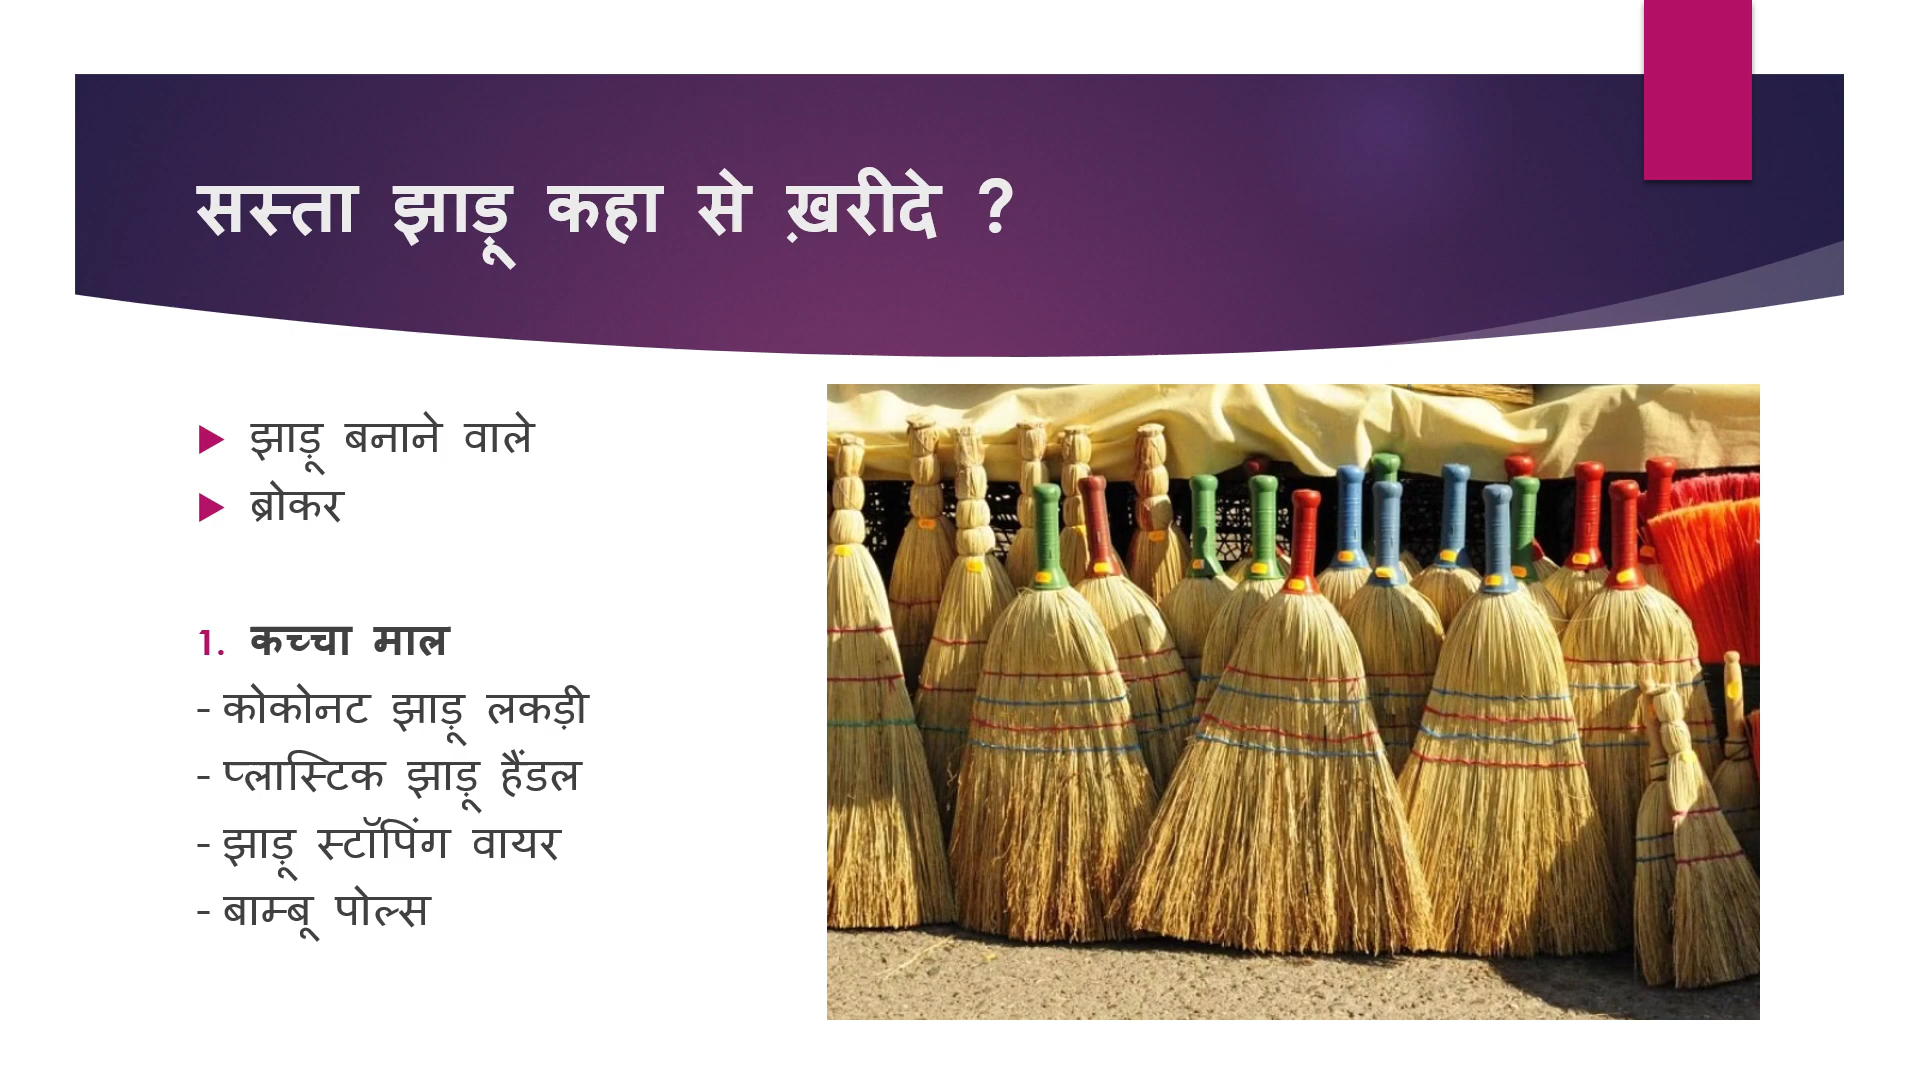 सस्ता झाड़ू कहा से ख़रीदे ?
▶ झाड़ू बनाने वाले
▶ ब्रोकर
1. कच्चा माल
- कोकोनट झाड़ू लकड़ी
- प्लास्टिक झाड़ू हैंडल
- झाड़ू स्टॉपिंग वायर
- बाम्बू पोल्स